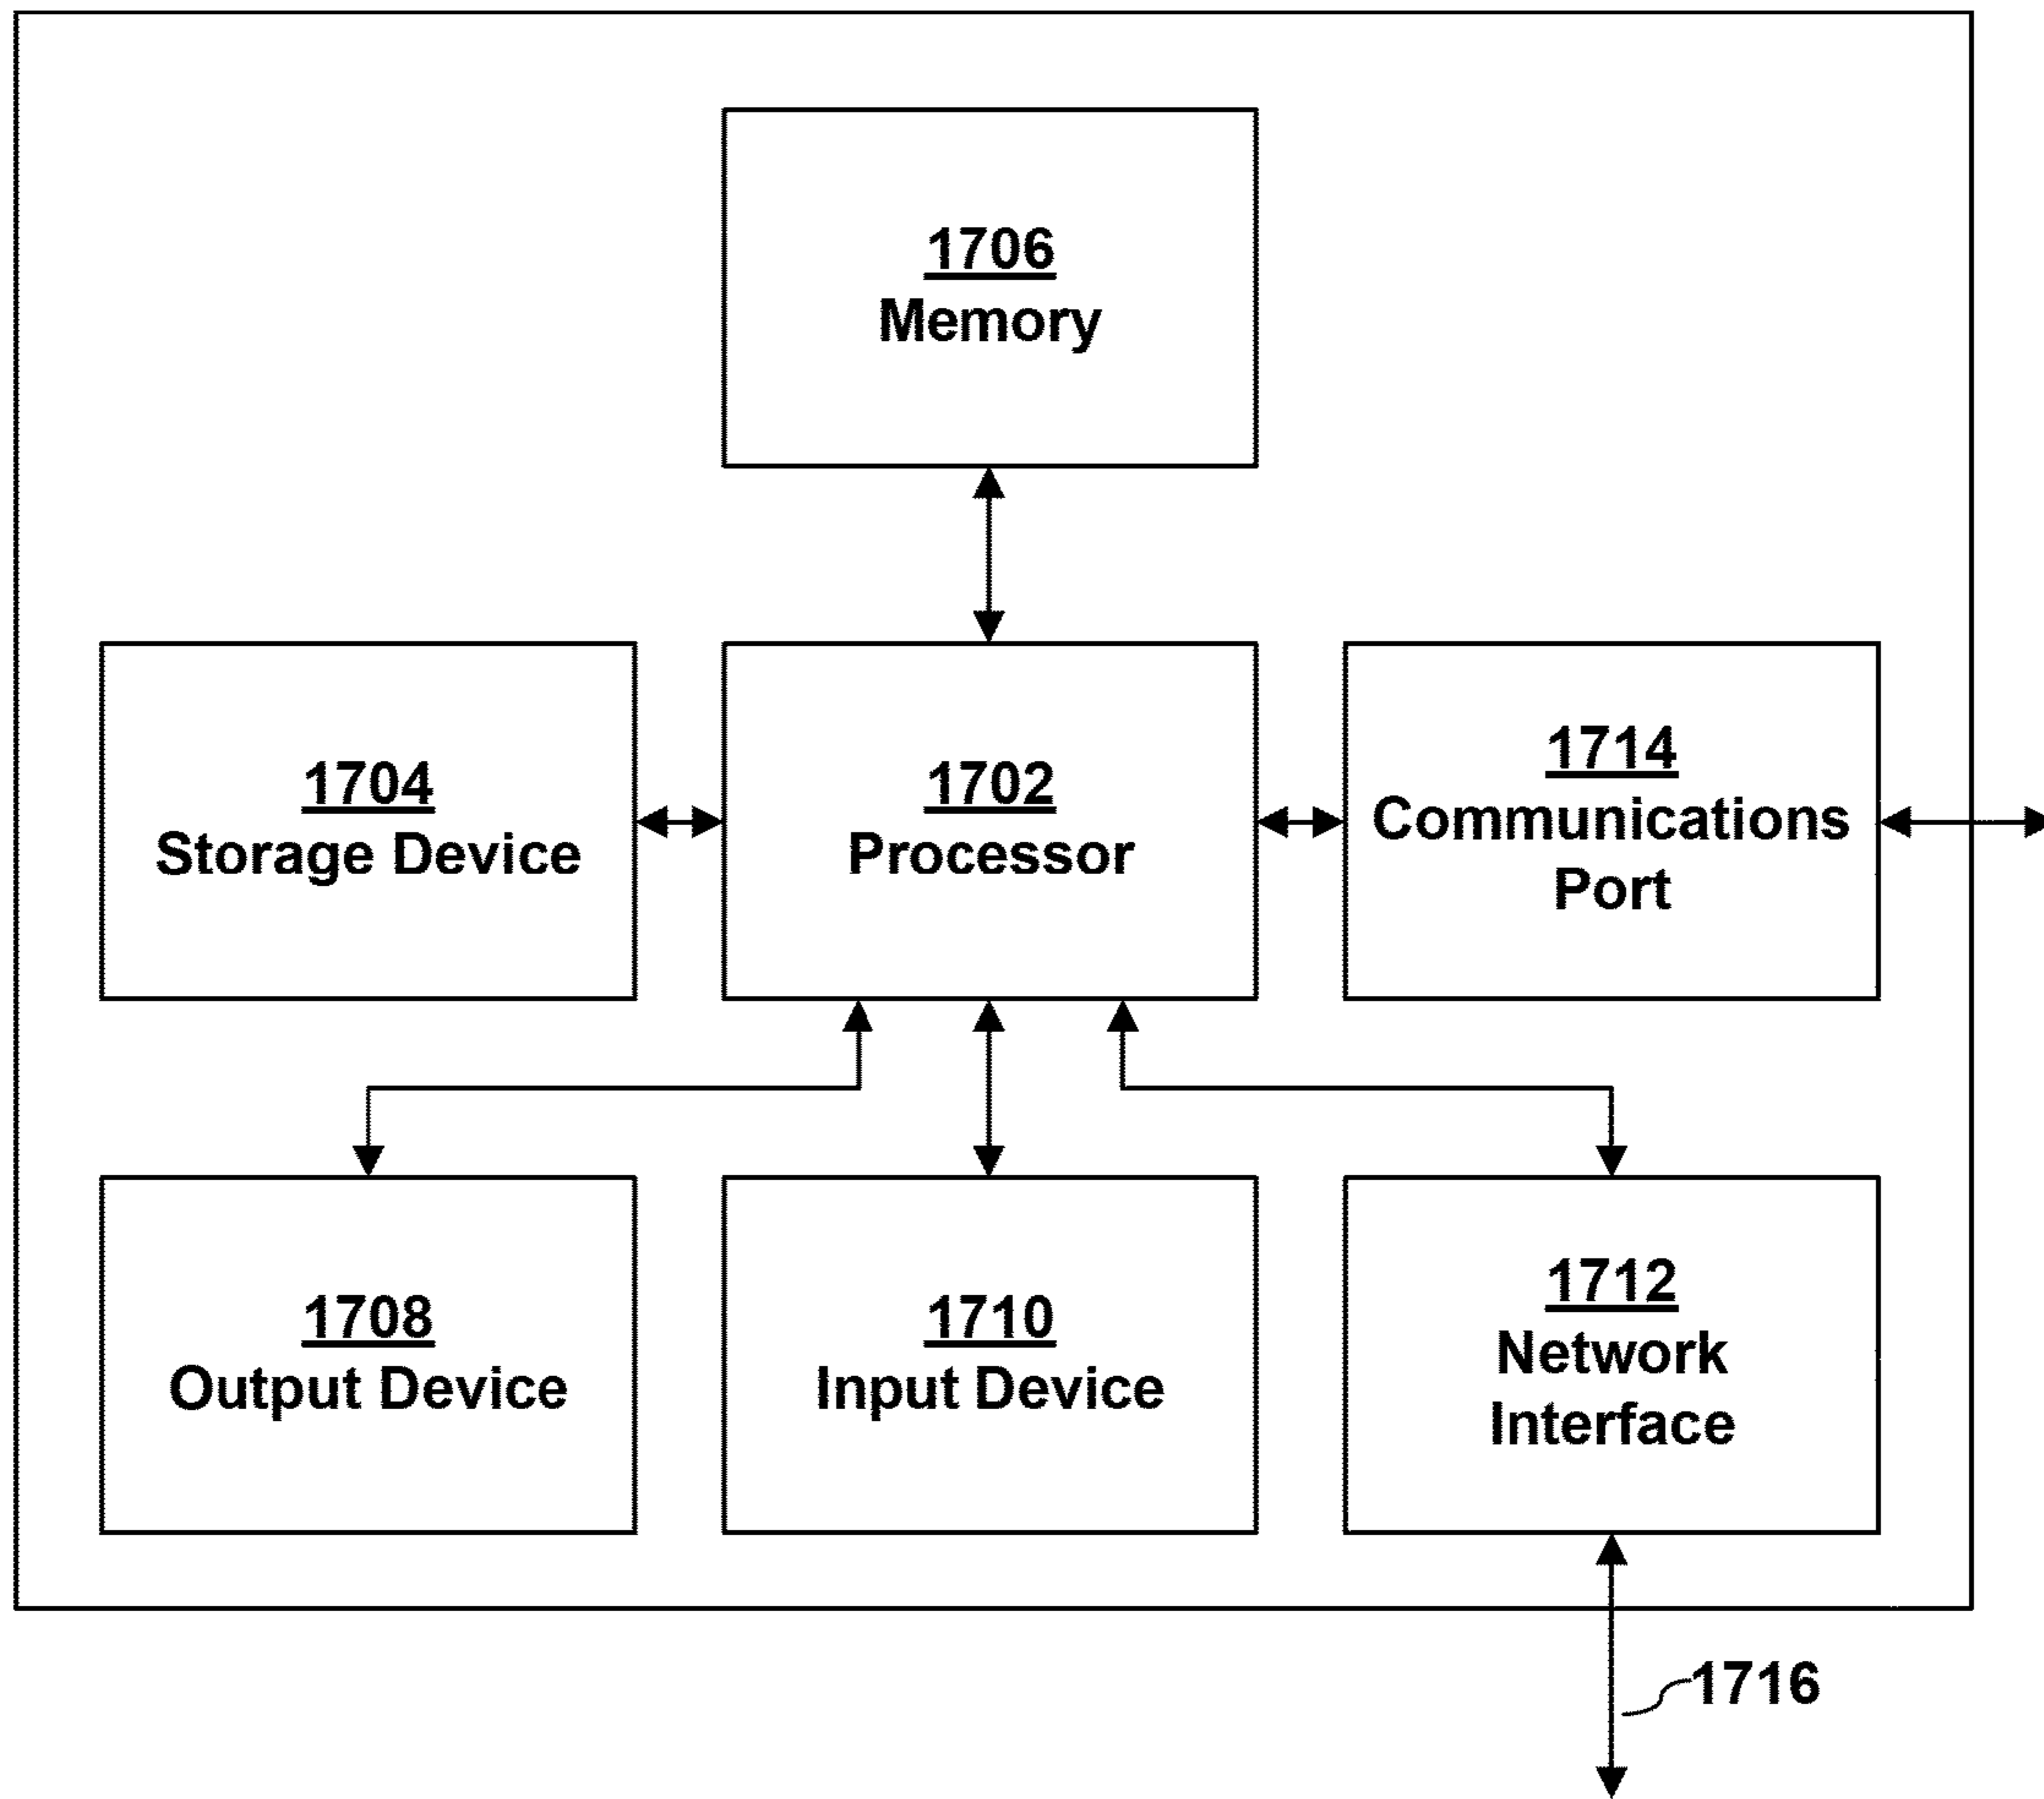 1706
Memory
1704
Storage Device
1702
Processor
1714
Communications
Port
1708
Output Device
1710
Input Device
1712
Network
Interface
1716